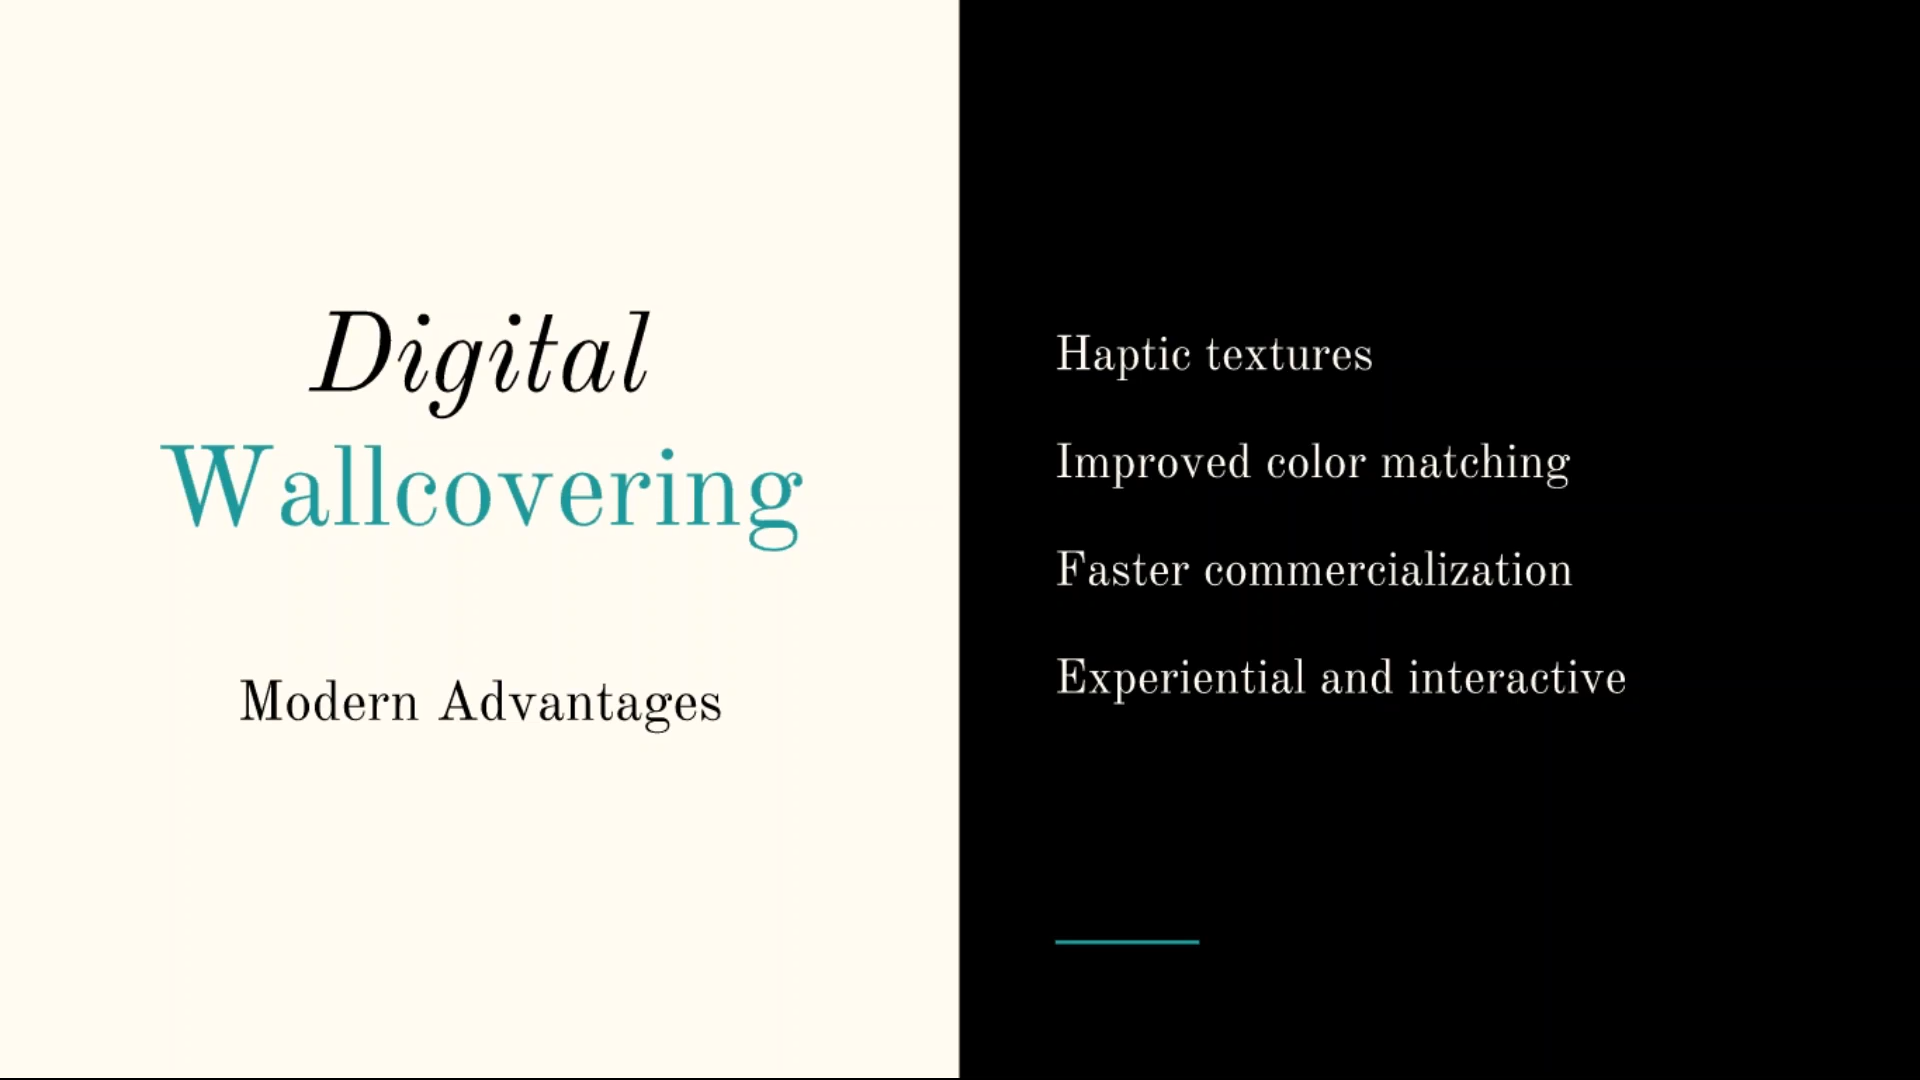 Digital
Wallcovering
Modern Advantages
Haptic textures
Improved color matching
Faster commercialization
Experiential and interactive